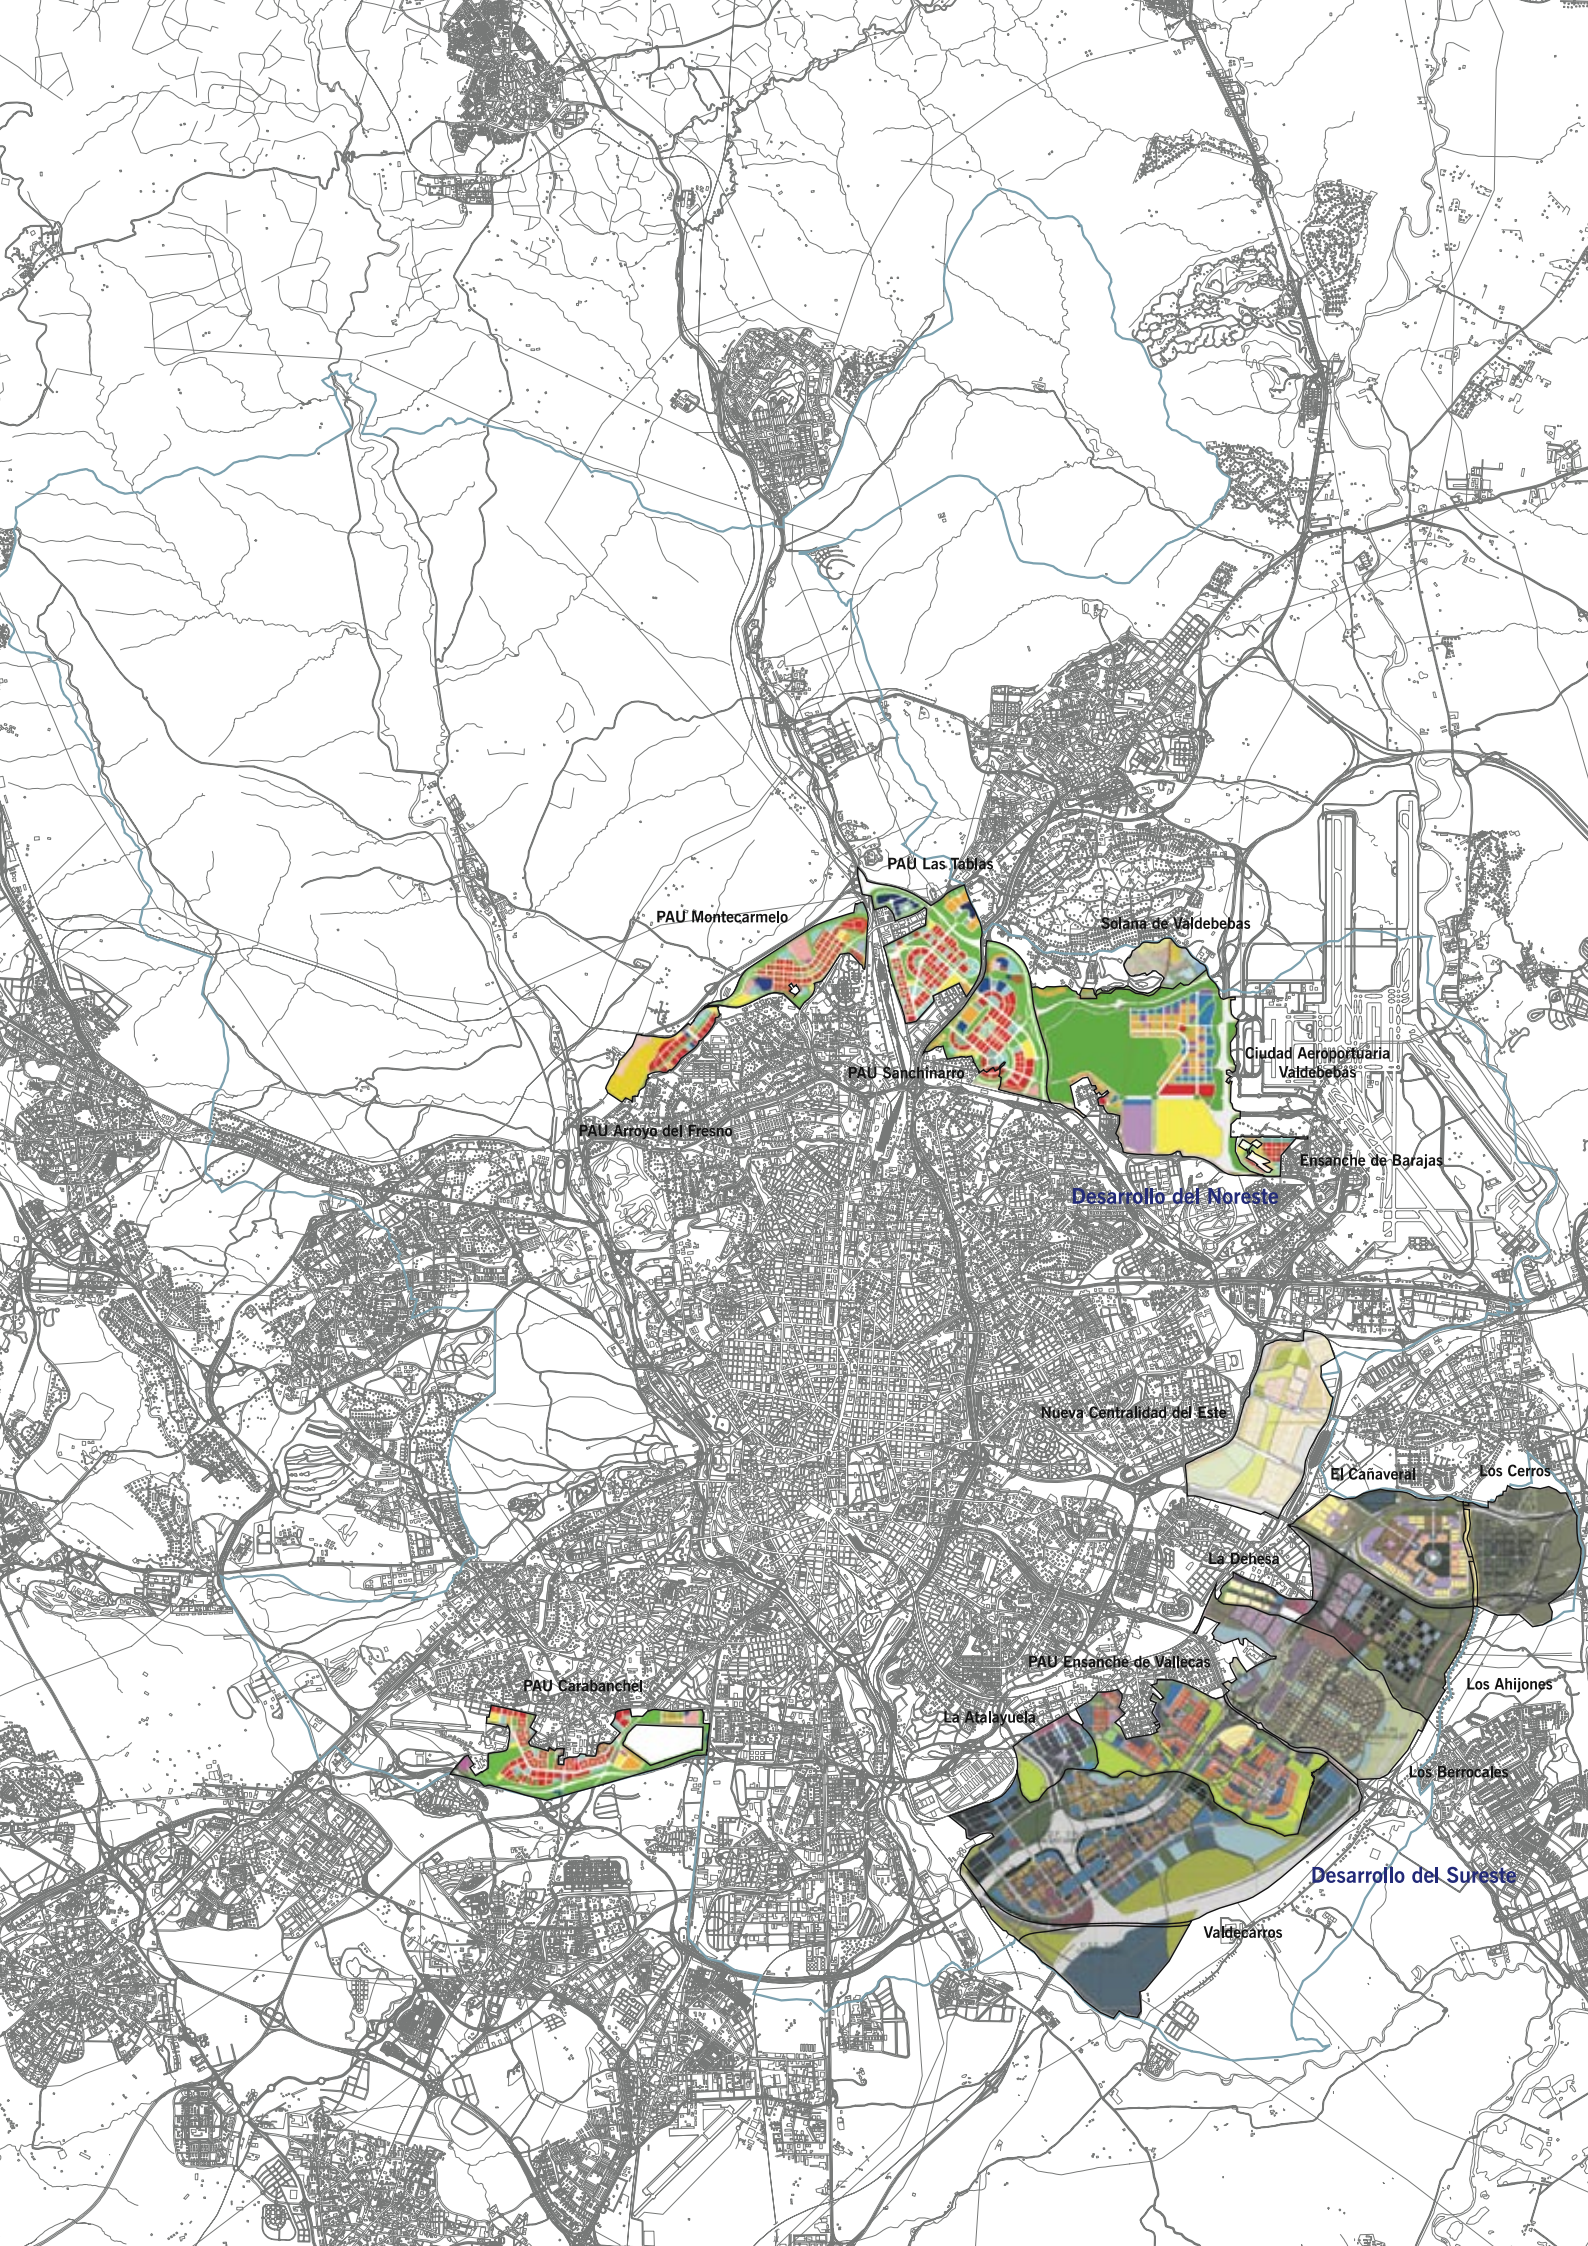 PAU Las Tablas
PAU Montecarmelo
Solana de Valdebebas
Ciudad Aeroportuaria
Valdebebas
PAU Sanchinarro
PAU Arroyo del Fresno
Ensanche de Barajas
Desarrollo del Noreste
Nueva Centralidad del Este
El Cañaveral
Los Cerros
La Dehesa
PAU Ensanche de Vallecas
PAU Carabanchel
Los Ahijones
La Atalayuela
Los Berrocales
Desarrollo del Sureste
Valdecarros